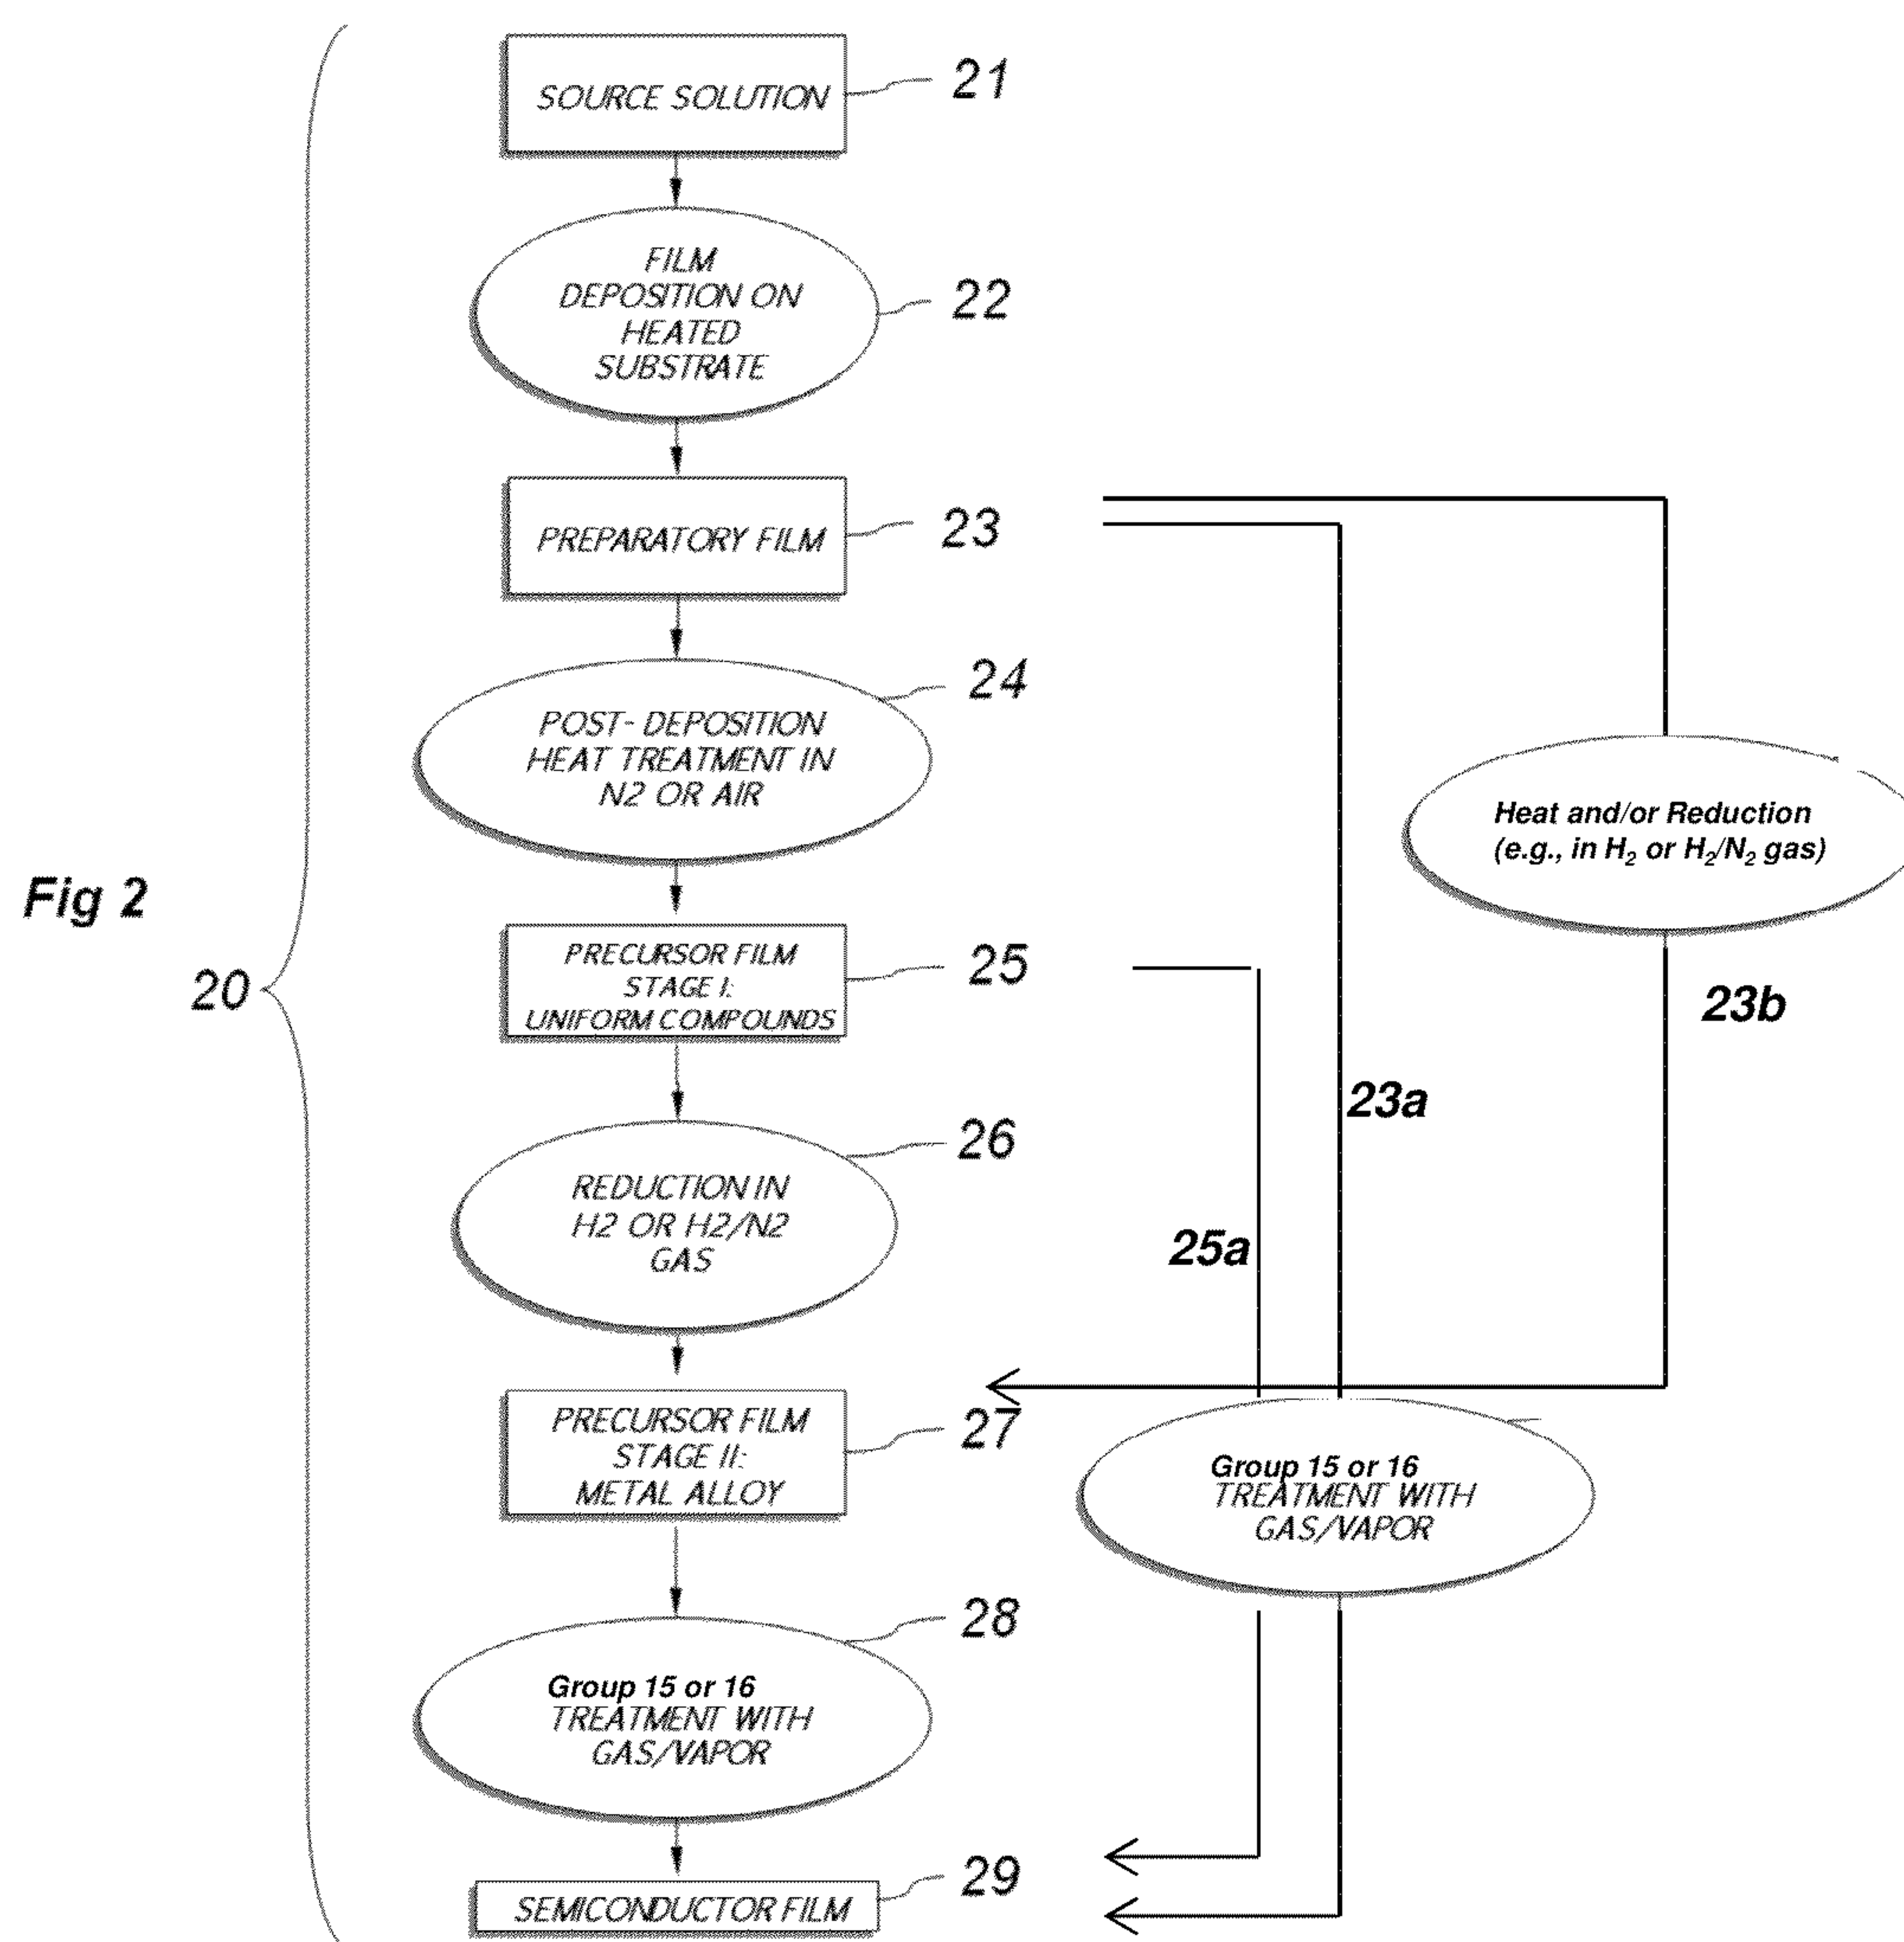 SOURCE SOLUTION
21
FILM
DEPOSITION ON
HEATED
SUBSTRATE
22
PREPARATORY FILM
23
24
POST-DEPOSITION
HEAT TREATMENT IN
N2 OR AIR
Heat and/or Reduction
(e.g., in H₂ or H₂/N₂ gas)
Fig 2
20
PRECURSOR FILM
STAGE I:
UNIFORM COMPOUNDS
25
23b
23a
26
REDUCTION IN
H2 OR H2/N2
GAS
25a
PRECURSOR FILM
STAGE II:
METAL ALLOY
27
Group 15 or 16
TREATMENT WITH
GAS/VAPOR
28
Group 15 or 16
TREATMENT WITH
GAS/VAPOR
29
SEMICONDUCTOR FILM